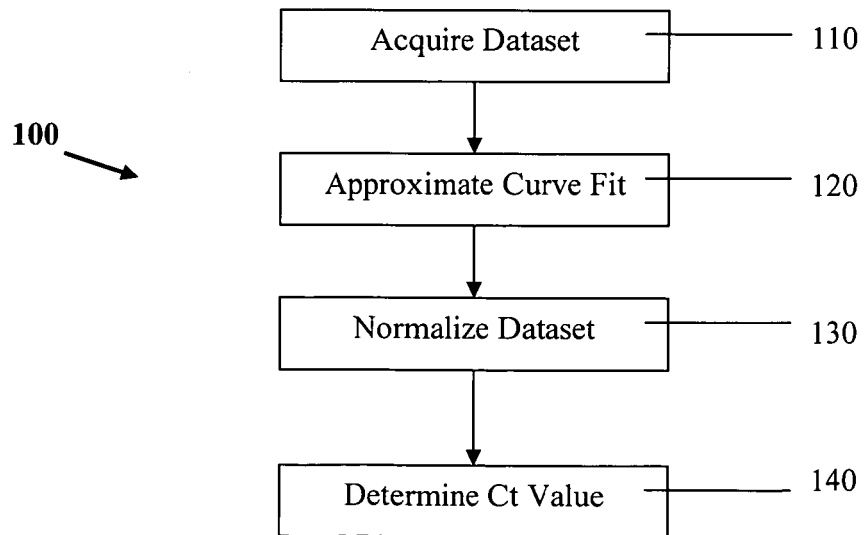 Acquire Dataset 110
100
Approximate Curve Fit 120
Normalize Dataset 130
Determine Ct Value 140